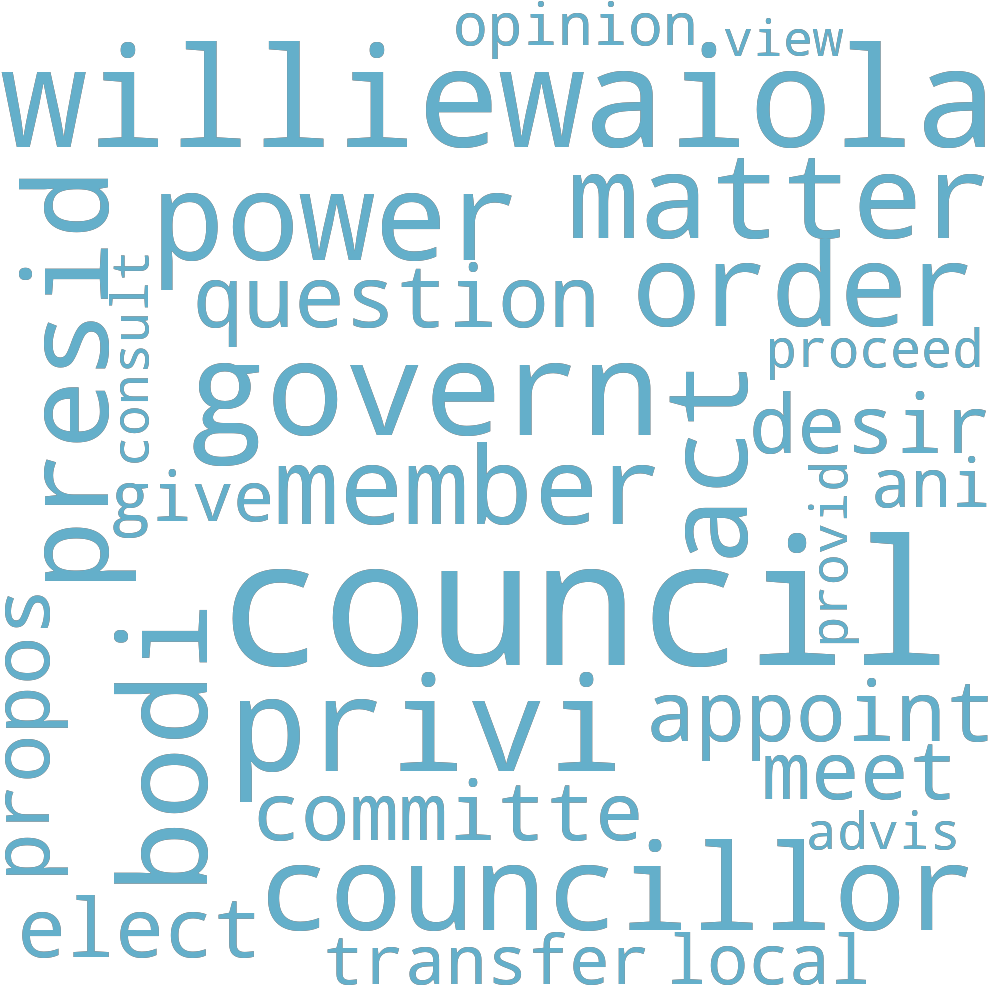 opinion
view
williewaiola
presid
power
matter
consult
question
order
proceed
govern
act
desir
give
member
provid
ani
council
propos
bodi
privi
appoint
meet
committe
advis
councillor
elect
transfer
local